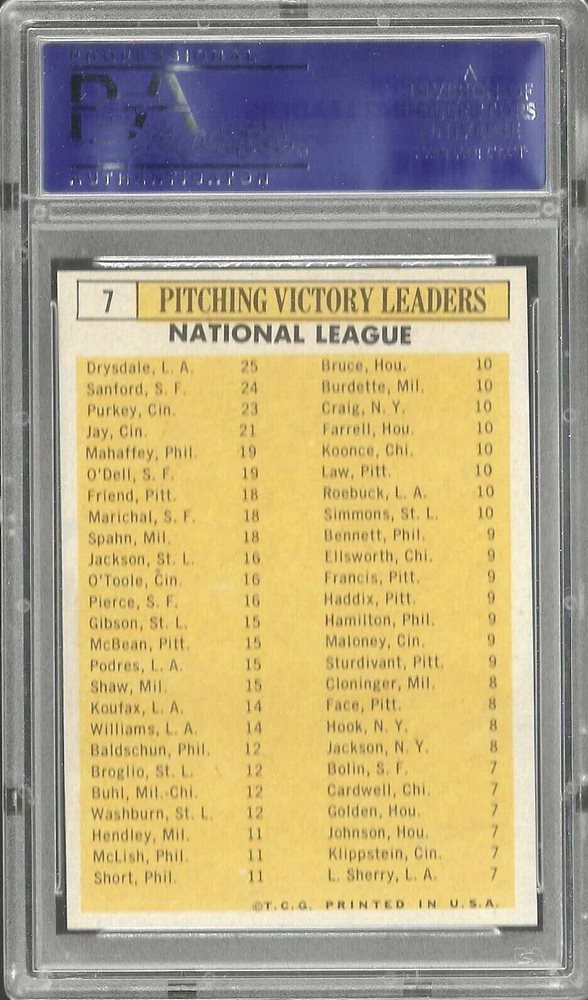 PROFESSIONAL
PSA
AUTHENTICATOR
DIVISION OF
COLLECTORS
UNIVERSE
7 PITCHING VICTORY LEADERS
NATIONAL LEAGUE
Drysdale, L. A. 25
Sanford, S. F. 24
Purkey, Cin. 23
Jay, Cin. 21
Mahaffey, Phil. 19
O'Dell, S. F. 19
Friend, Pitt. 18
Marichal, S. F. 18
Spahn, Mil. 18
Jackson, St. L. 16
O'Toole, Cin. 16
Pierce, S. F. 16
Gibson, St. L. 15
McBean, Pitt. 15
Podres, L. A. 15
Shaw, Mil. 15
Koufax, L. A. 14
Williams, L. A. 14
Baldschun, Phil. 12
Broglio, St. L. 12
Buhl, Mil.-Chi. 12
Washburn, St. L. 12
Hendley, Mil. 11
McLish, Phil. 11
Short, Phil. 11
Bruce, Hou. 10
Burdette, Mil. 10
Craig, N. Y. 10
Farrell, Hou. 10
Koonce, Chi. 10
Law, Pitt. 10
Roebuck, L. A. 10
Simmons, St. L. 10
Bennett, Phil. 9
Ellsworth, Chi. 9
Francis, Pitt. 9
Haddix, Pitt. 9
Hamilton, Phil. 9
Maloney, Cin. 9
Sturdivant, Pitt. 9
Cloninger, Mil. 8
Face, Pitt. 8
Hook, N. Y. 8
Jackson, N. Y. 8
Bolin, S. F. 7
Cardwell, Chi. 7
Golden, Hou. 7
Johnson, Hou. 7
Klippstein, Cin. 7
L. Sherry, L. A. 7
©T.C.G. PRINTED IN U.S.A.